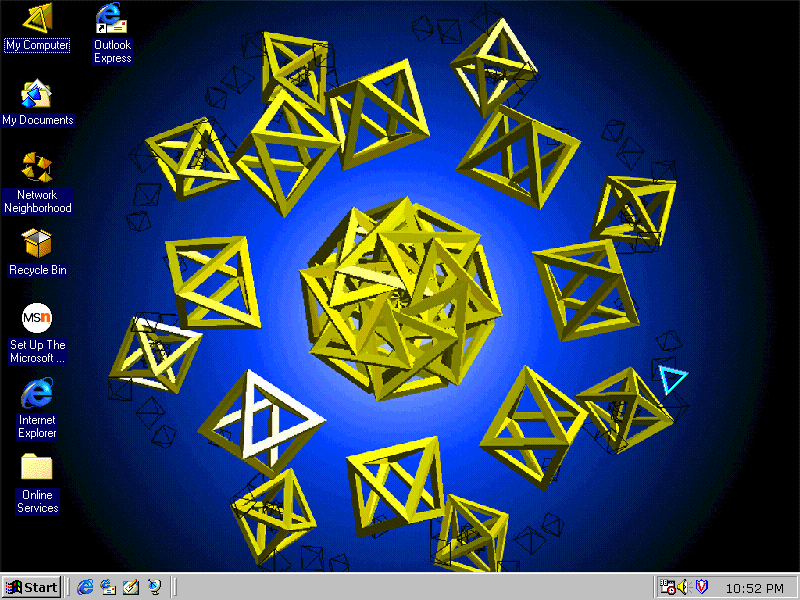 My Computer
Outlook
Express
My Documents
Network
Neighborhood
Recycle Bin
msn
Set Up The
Microsoft ...
Internet
Explorer
Online
Services
Start
10:52 PM